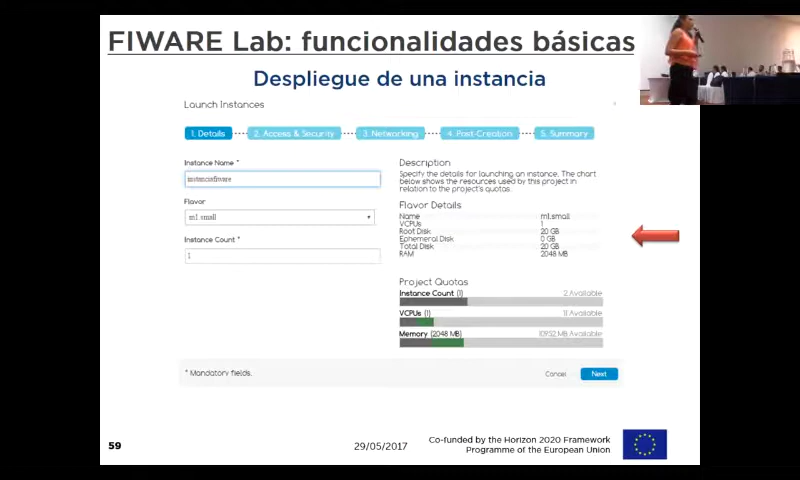 FIWARE Lab: funcionalidades básicas
Despliegue de una instancia
Launch Instances
1. Details
2. Access & Security
3. Networking
4. Post-Creation
5. Summary
Instance Name *
instanciafiware
Flavor
m1.small
Instance Count *
1
Description
Specify the details for launching an instance. The chart
below shows the resources used by this project in
relation to the project's quotas.
Flavor Details
Name m1.small
VCPUs 1
Root Disk 20 GB
Ephemeral Disk 0 GB
Total Disk 20 GB
RAM 2048 MB
Project Quotas
Instance Count (1) 2 Available
VCPUs (1) 11 Available
Memory (2048 MB) 10952 MB Available
* Mandatory fields.
Cancel
Next
59
29/05/2017
Co-funded by the Horizon 2020 Framework
Programme of the European Union